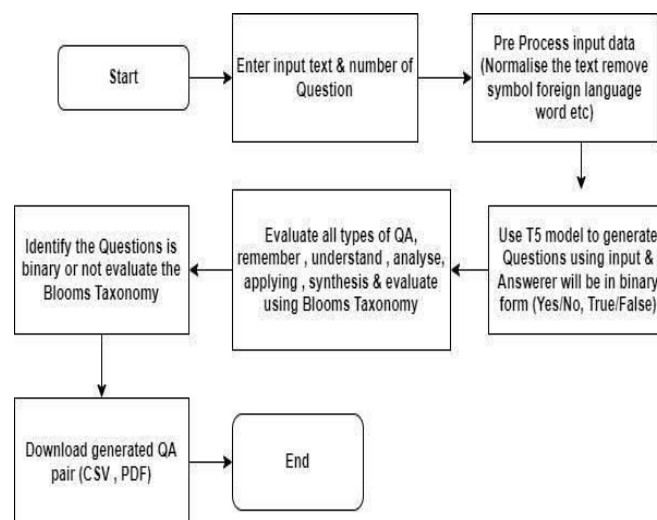 Start
Enter input text & number of
Question
Pre Process input data
(Normalise the text remove
symbol foreign language
word etc)
Use T5 model to generate
Questions using input &
Answerer will be in binary
form (Yes/No, True/False)
Evaluate all types of QA,
remember , understand , analyse,
applying , synthesis & evaluate
using Blooms Taxonomy
Identify the Questions is
binary or not evaluate the
Blooms Taxonomy
Download generated QA
pair (CSV , PDF)
End